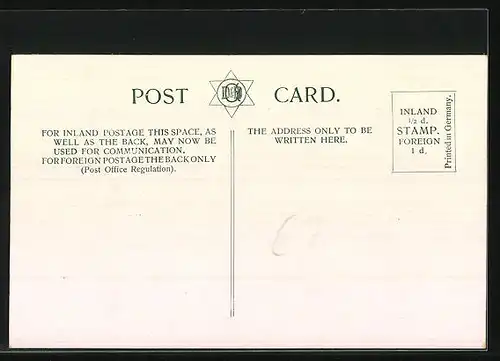 POST CARD.
FOR INLAND POSTAGE THIS SPACE, AS
WELL AS THE BACK, MAY NOW BE
USED FOR COMMUNICATION.
FOR FOREIGN POSTAGE THE BACK ONLY
(Post Office Regulation).
THE ADDRESS ONLY TO BE
WRITTEN HERE.
INLAND
1/2 d.
STAMP.
FOREIGN
1 d.
Printed in Germany.